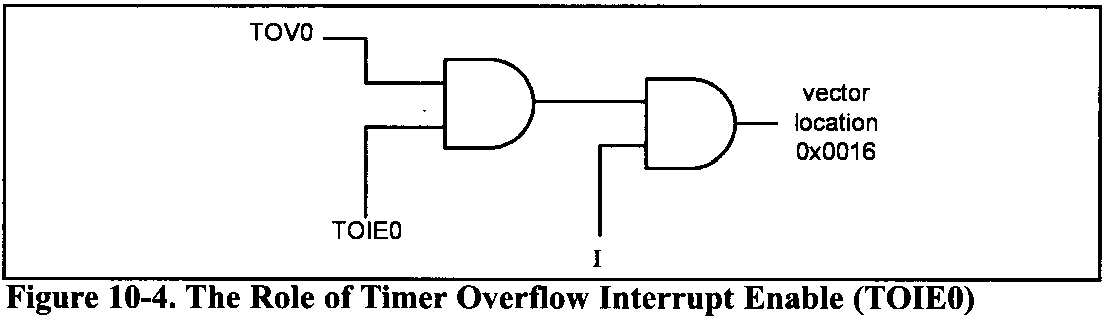 TOV0
vector
location
0x0016
TOIE0
I
Figure 10-4. The Role of Timer Overflow Interrupt Enable (TOIE0)